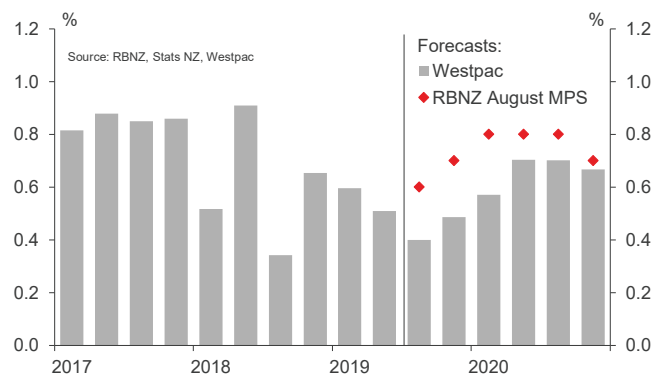 % %
1.2 1.2
Source: RBNZ, Stats NZ, Westpac
Forecasts:
Westpac
RBNZ August MPS
1.0 1.0
0.8 0.8
0.6 0.6
0.4 0.4
0.2 0.2
0.0 0.0
2017 2018 2019 2020